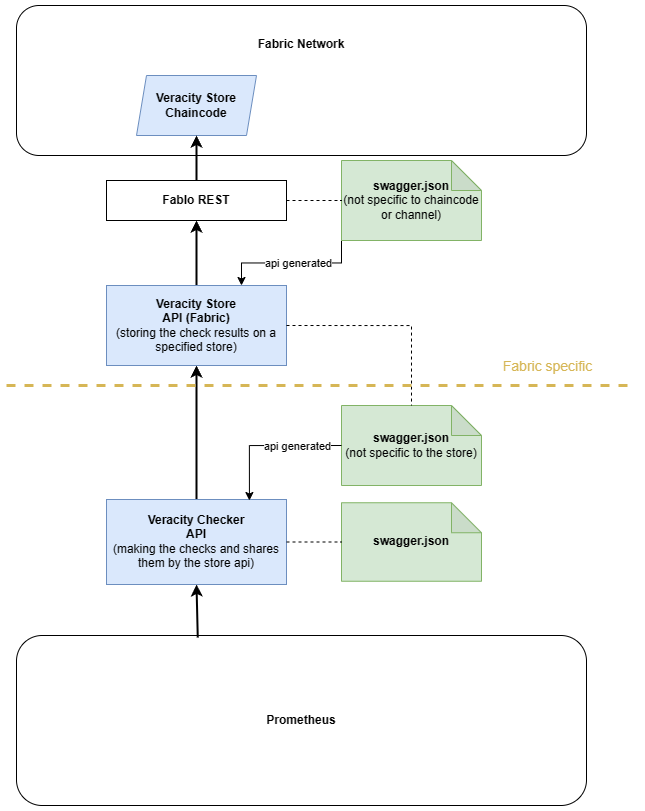 Fabric Network
Veracity Store
Chaincode
Fablo REST
swagger.json
(not specific to chaincode
or channel)
api generated
Veracity Store
API (Fabric)
(storing the check results on a
specified store)
Fabric specific
swagger.json
(not specific to the store)
api generated
Veracity Checker
API
(making the checks and shares
them by the store api)
swagger.json
Prometheus